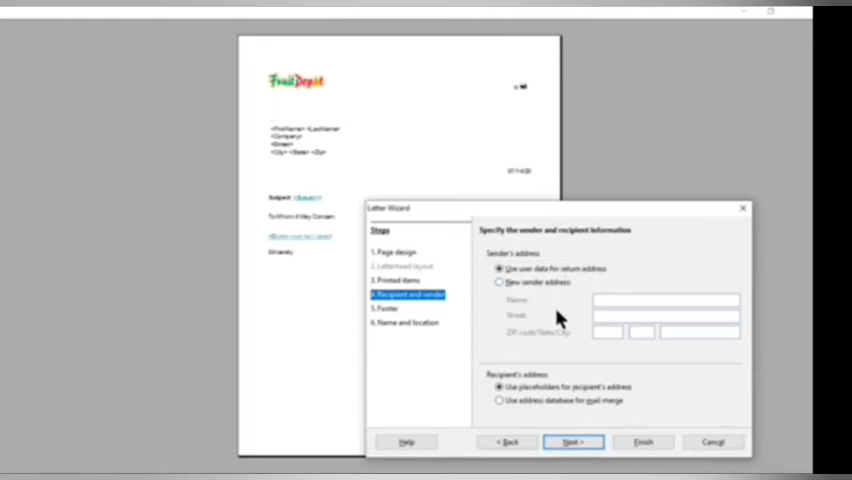 FruitDepot
<FirstName> <LastName>
<Company>
<Street>
<City> <State> <Zip>
Subject: <Subject>
To Whom it May Concern
Sincerely
Letter Wizard
Steps
1. Page design
2. Letterhead layout
3. Printed items
4. Recipient and sender
5. Footer
6. Name and location
Specify the sender and recipient information
Sender's address
Use user data for return address
New sender address:
Name:
Street:
ZIP code/State/City:
Recipient's address
Use placeholders for recipient's address
Use address database for mail merge
Help
< Back
Next >
Finish
Cancel